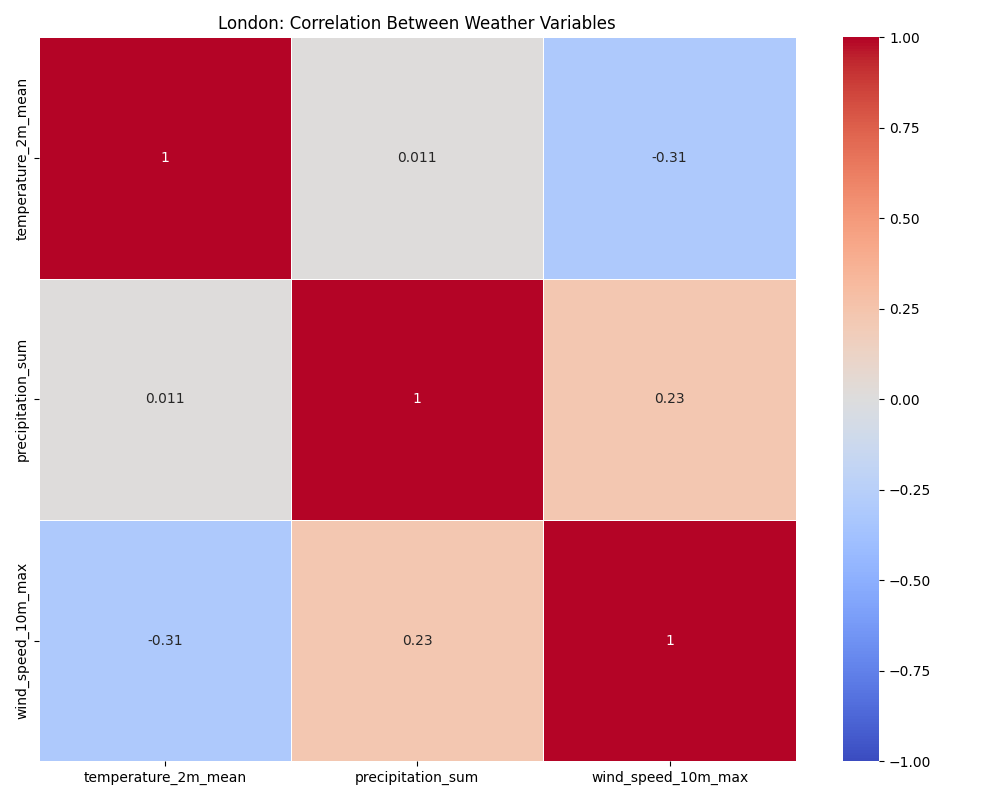 London: Correlation Between Weather Variables
temperature_2m_mean
1
0.011
-0.31
precipitation_sum
0.011
1
0.23
wind_speed_10m_max
-0.31
0.23
1
temperature_2m_mean
precipitation_sum
wind_speed_10m_max
1.00
0.75
0.50
0.25
0.00
−0.25
−0.50
−0.75
−1.00